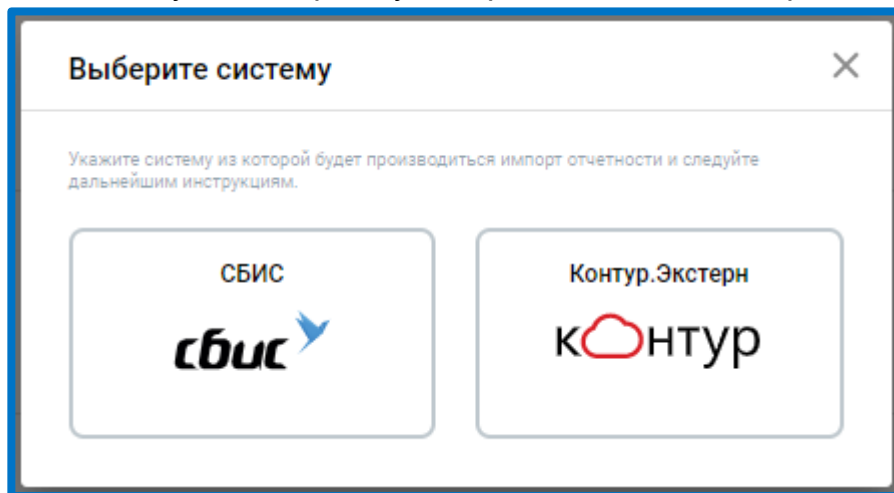 Выберите систему
Укажите систему из которой будет производиться импорт отчетности и следуйте
дальнейшим инструкциям.
СБИС
Контур.Экстерн
сбис
контур